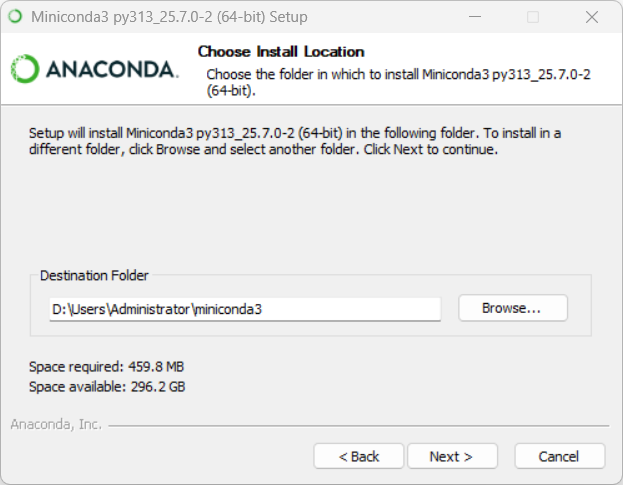 Miniconda3 py313_25.7.0-2 (64-bit) Setup
ANACONDA.
Choose Install Location
Choose the folder in which to install Miniconda3 py313_25.7.0-2
(64-bit).
Setup will install Miniconda3 py313_25.7.0-2 (64-bit) in the following folder. To install in a
different folder, click Browse and select another folder. Click Next to continue.
Destination Folder
D:\Users\Administrator\miniconda3
Browse...
Space required: 459.8 MB
Space available: 296.2 GB
Anaconda, Inc.
< Back
Next >
Cancel